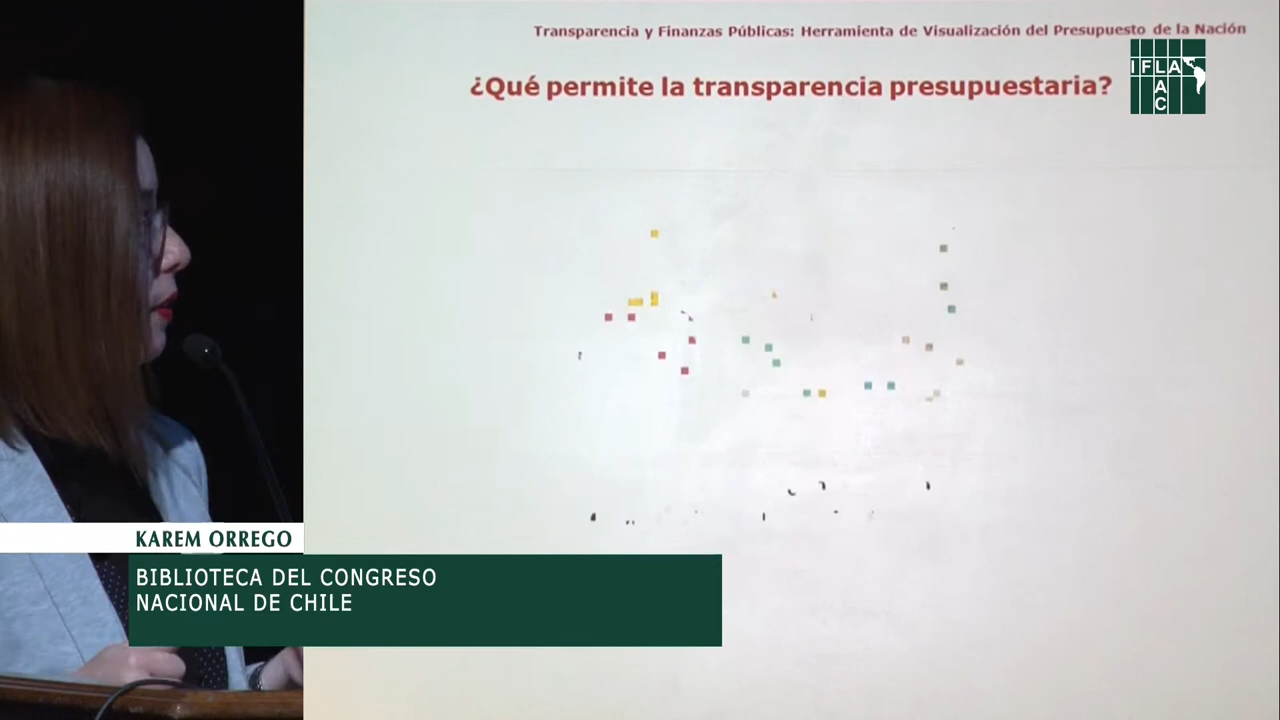 Transparencia y Finanzas Públicas: Herramienta de Visualización del Presupuesto de la Nación
¿Qué permite la transparencia presupuestaria?
IFLA
LAC
KAREM ORREGO
BIBLIOTECA DEL CONGRESO
NACIONAL DE CHILE